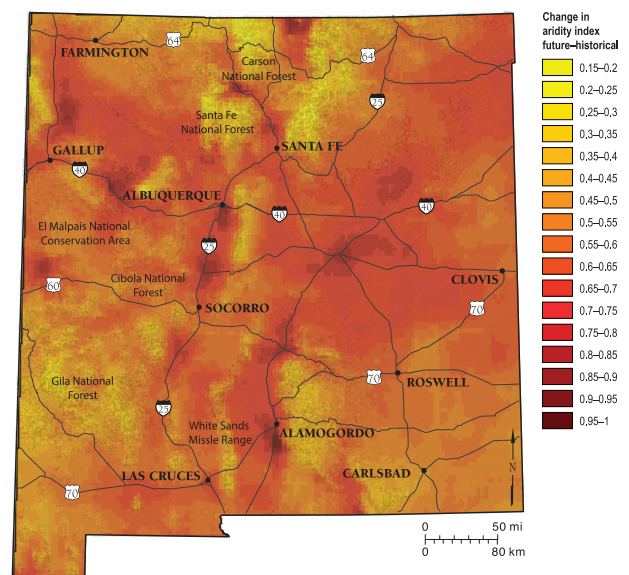 FARMINGTON
64
Carson
National Forest
64
25
Santa Fe
National Forest
SANTA FE
GALLUP
40
ALBUQUERQUE
40
40
El Malpais National
Conservation Area
25
Cibola National
Forest
60
CLOVIS
SOCORRO
70
Gila National
Forest
70
ROSWELL
25
White Sands
Missle Range
ALAMOGORDO
LAS CRUCES
CARLSBAD
70
N
0 50 mi
0 80 km
Change in
aridity index
future–historical
0.15–0.2
0.2–0.25
0.25–0.3
0.3–0.35
0.35–0.4
0.4–0.45
0.45–0.5
0.5–0.55
0.55–0.6
0.6–0.65
0.65–0.7
0.7–0.75
0.75–0.8
0.8–0.85
0.85–0.9
0.9–0.95
0.95–1